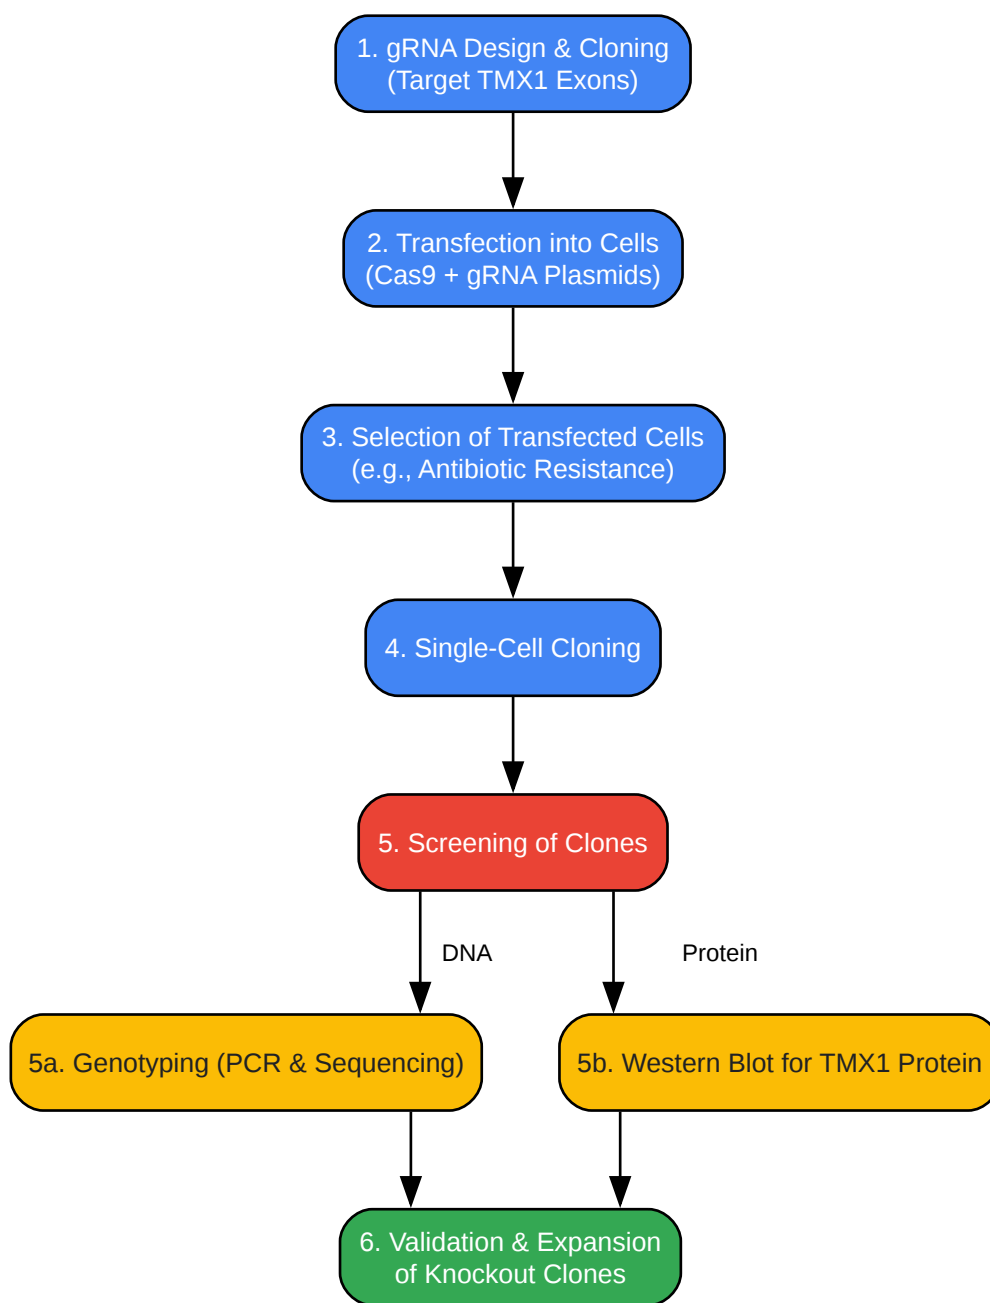 1. gRNA Design & Cloning
(Target TMX1 Exons)
2. Transfection into Cells
(Cas9 + gRNA Plasmids)
3. Selection of Transfected Cells
(e.g., Antibiotic Resistance)
4. Single-Cell Cloning
5. Screening of Clones
DNA
Protein
5a. Genotyping (PCR & Sequencing)
5b. Western Blot for TMX1 Protein
6. Validation & Expansion
of Knockout Clones